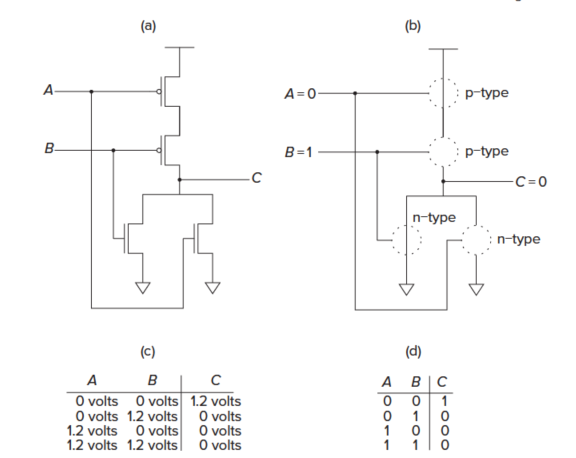 (a) (b)
A A=0 p-type
B B=1 p-type
C C=0
n-type
n-type
(c) (d)
A B C A B C
0 volts 0 volts 1.2 volts 0 0 1
0 volts 1.2 volts 0 volts 0 1 0
1.2 volts 0 volts 0 volts 1 0 0
1.2 volts 1.2 volts 0 volts 1 1 0